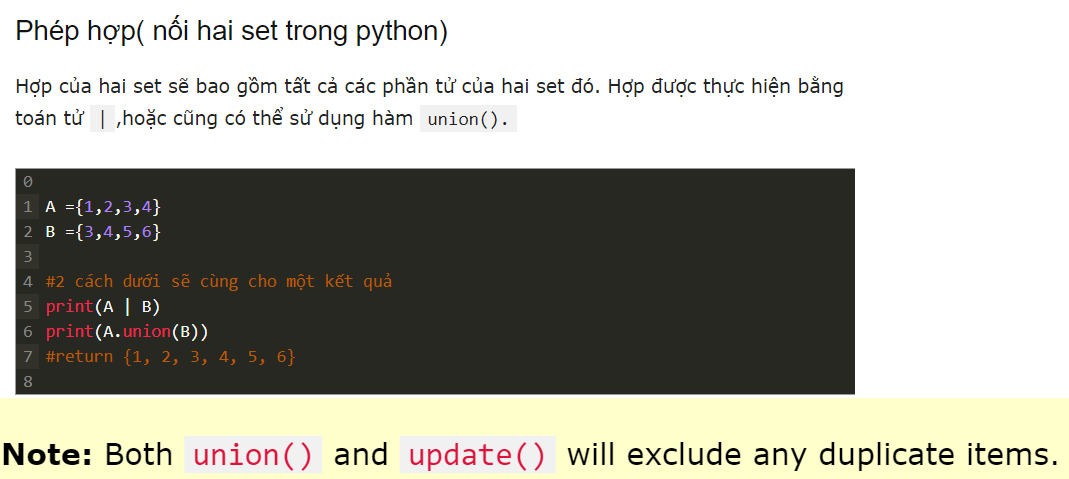 Phép hợp( nối hai set trong python)
Hợp của hai set sẽ bao gồm tất cả các phần tử của hai set đó. Hợp được thực hiện bằng
toán tử | ,hoặc cũng có thể sử dụng hàm union().
0
1 A ={1,2,3,4}
2 B ={3,4,5,6}
3
4 #2 cách dưới sẽ cùng cho một kết quả
5 print(A | B)
6 print(A.union(B))
7 #return {1, 2, 3, 4, 5, 6}
8
Note: Both union() and update() will exclude any duplicate items.